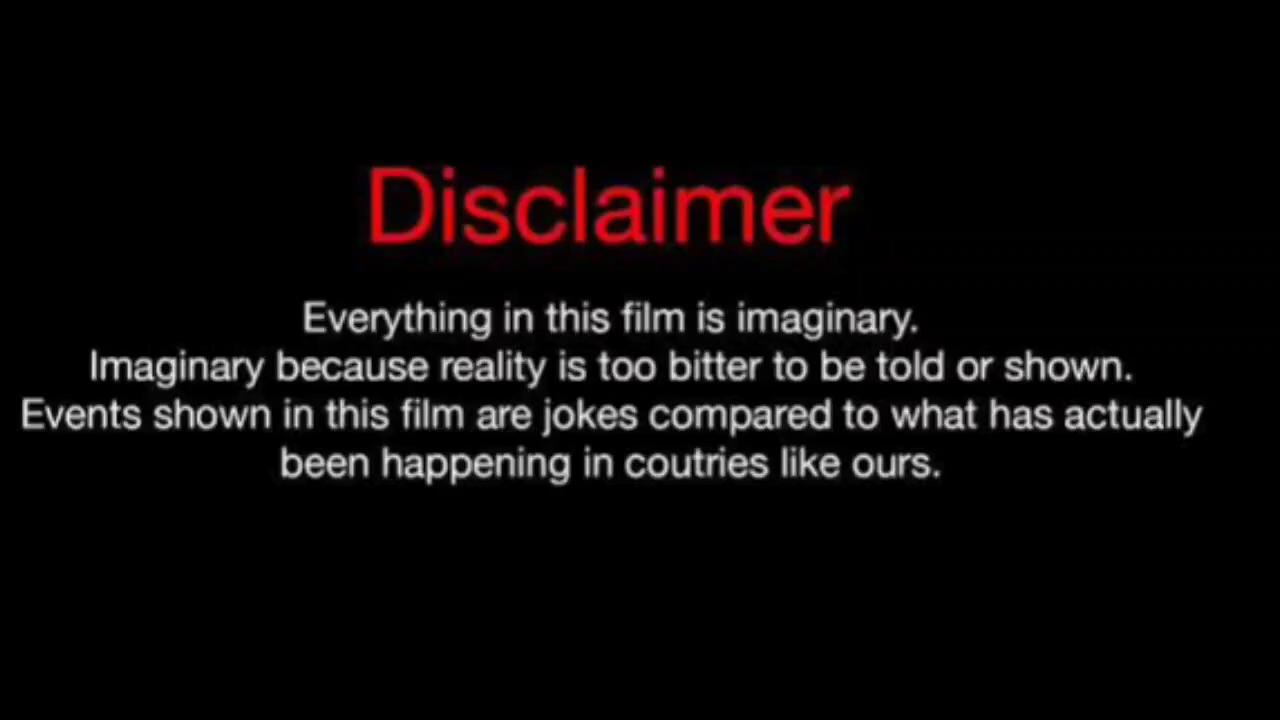 Disclaimer
Everything in this film is imaginary.
Imaginary because reality is too bitter to be told or shown.
Events shown in this film are jokes compared to what has actually
been happening in coutries like ours.